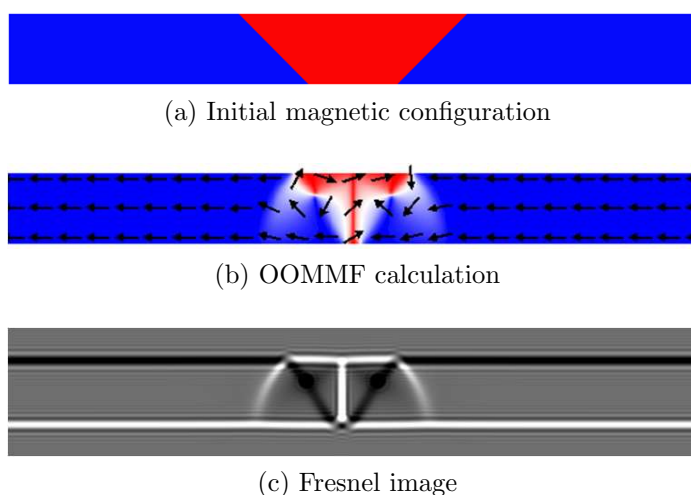 (a) Initial magnetic configuration
(b) OOMMF calculation
(c) Fresnel image